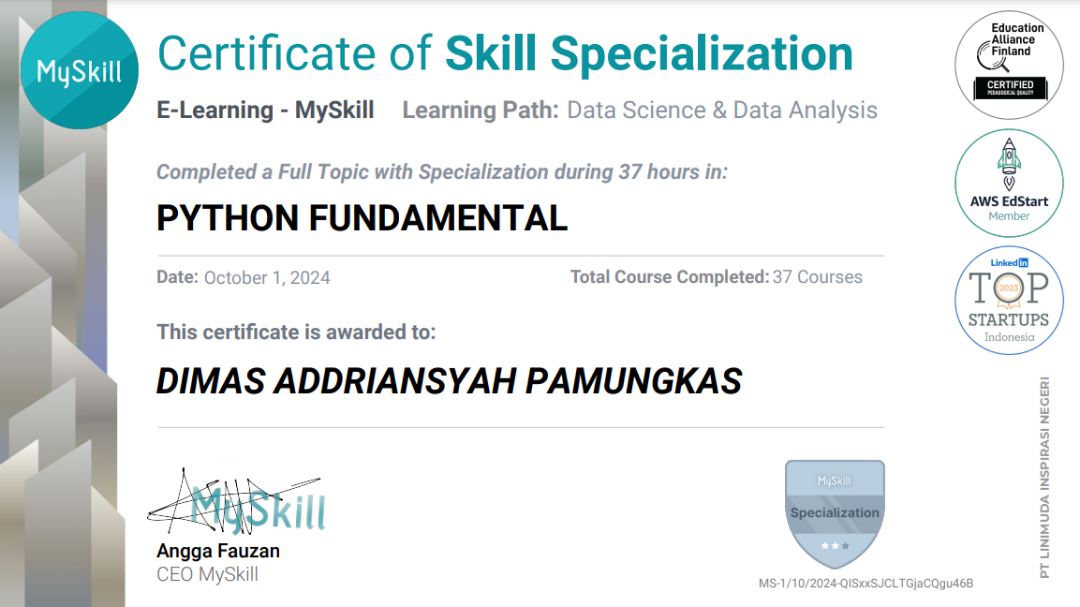 MySkill
Certificate of Skill Specialization
E-Learning - MySkill Learning Path: Data Science & Data Analysis
Completed a Full Topic with Specialization during 37 hours in:
PYTHON FUNDAMENTAL
Date: October 1, 2024 Total Course Completed: 37 Courses
This certificate is awarded to:
DIMAS ADDRIANSYAH PAMUNGKAS
MySkill
Angga Fauzan
CEO MySkill
MySkill
Specialization
MS-1/10/2024-QISxxSJCLTGjaCQgu46B
Education
Alliance
Finland
CERTIFIED
PEDAGOGICAL QUALITY
AWS EdStart
Member
Linked in
TOP
2023
STARTUPS
Indonesia
PT LINIMUDA INSPIRASI NEGERI